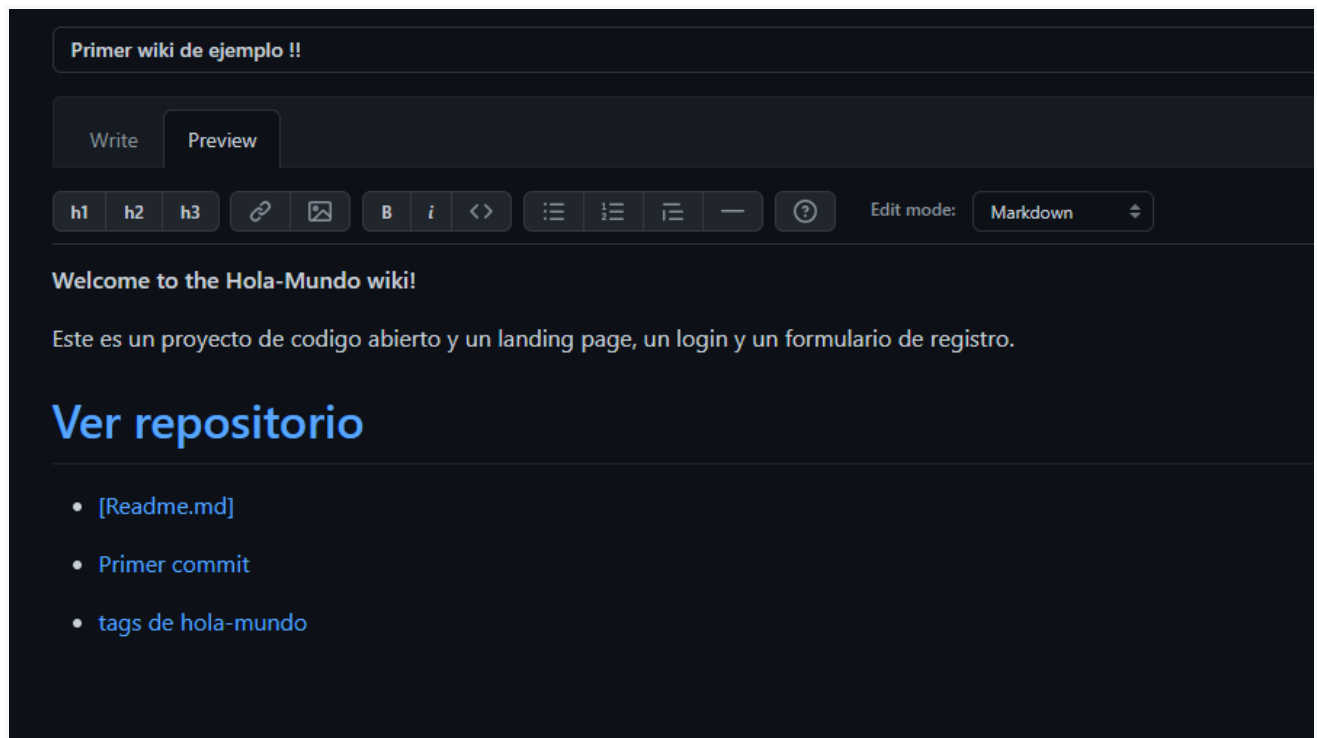 Primer wiki de ejemplo !!
Write Preview
h1 h2 h3 B i <> Edit mode: Markdown
Welcome to the Hola-Mundo wiki!
Este es un proyecto de codigo abierto y un landing page, un login y un formulario de registro.
Ver repositorio
[Readme.md]
Primer commit
tags de hola-mundo